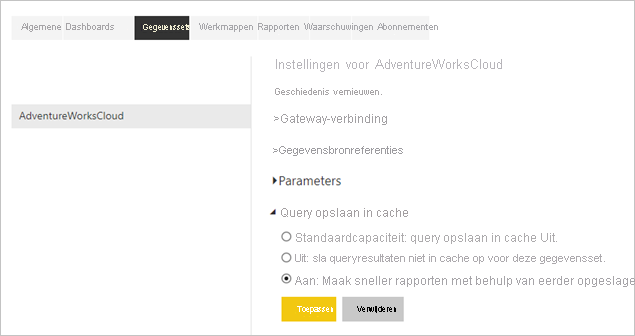 Algemene Dashboards Gegevenssets Werkmappen Rapporten Waarschuwingen Abonnementen
Instellingen voor AdventureWorksCloud
Geschiedenis vernieuwen.
AdventureWorksCloud
>Gateway-verbinding
>Gegevensbronreferenties
Parameters
Query opslaan in cache
Standaardcapaciteit: query opslaan in cache Uit.
Uit: sla queryresultaten niet in cache op voor deze gegevensset.
Aan: Maak sneller rapporten met behulp van eerder opgeslage
Toepassen Verwijderen